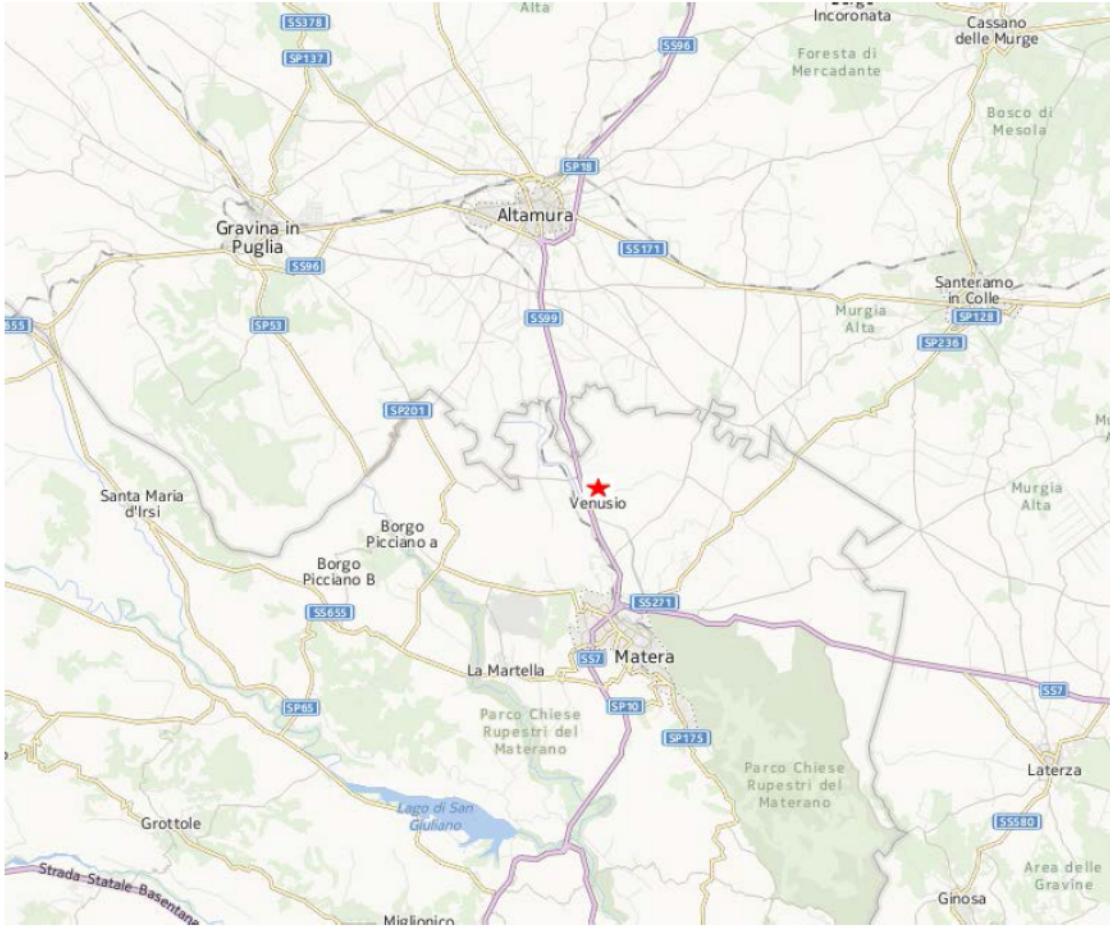 Alta
Incoronata
SS378
Cassano
delle Murge
SS96
SP137
Foresta di
Mercadante
Bosco di
Mesola
SP18
Altamura
Gravina in
Puglia
SS171
SS96
Santeramo
in Colle
SS99
SP128
Murgia
Alta
SP53
SP236
SP201
Santa Maria
d'Irsi
Murgia
Alta
Venusio
Borgo
Picciano a
Borgo
Picciano B
SS271
SS655
SS7
Matera
La Martella
SS7
SP65
SP10
Parco Chiese
Rupestri del
Materano
SP175
Parco Chiese
Rupestri del
Materano
Laterza
Lago di San
Giuliano
Grottole
SS580
Strada Statale Basentana
Area delle
Gravine
Ginosa
Miglionico